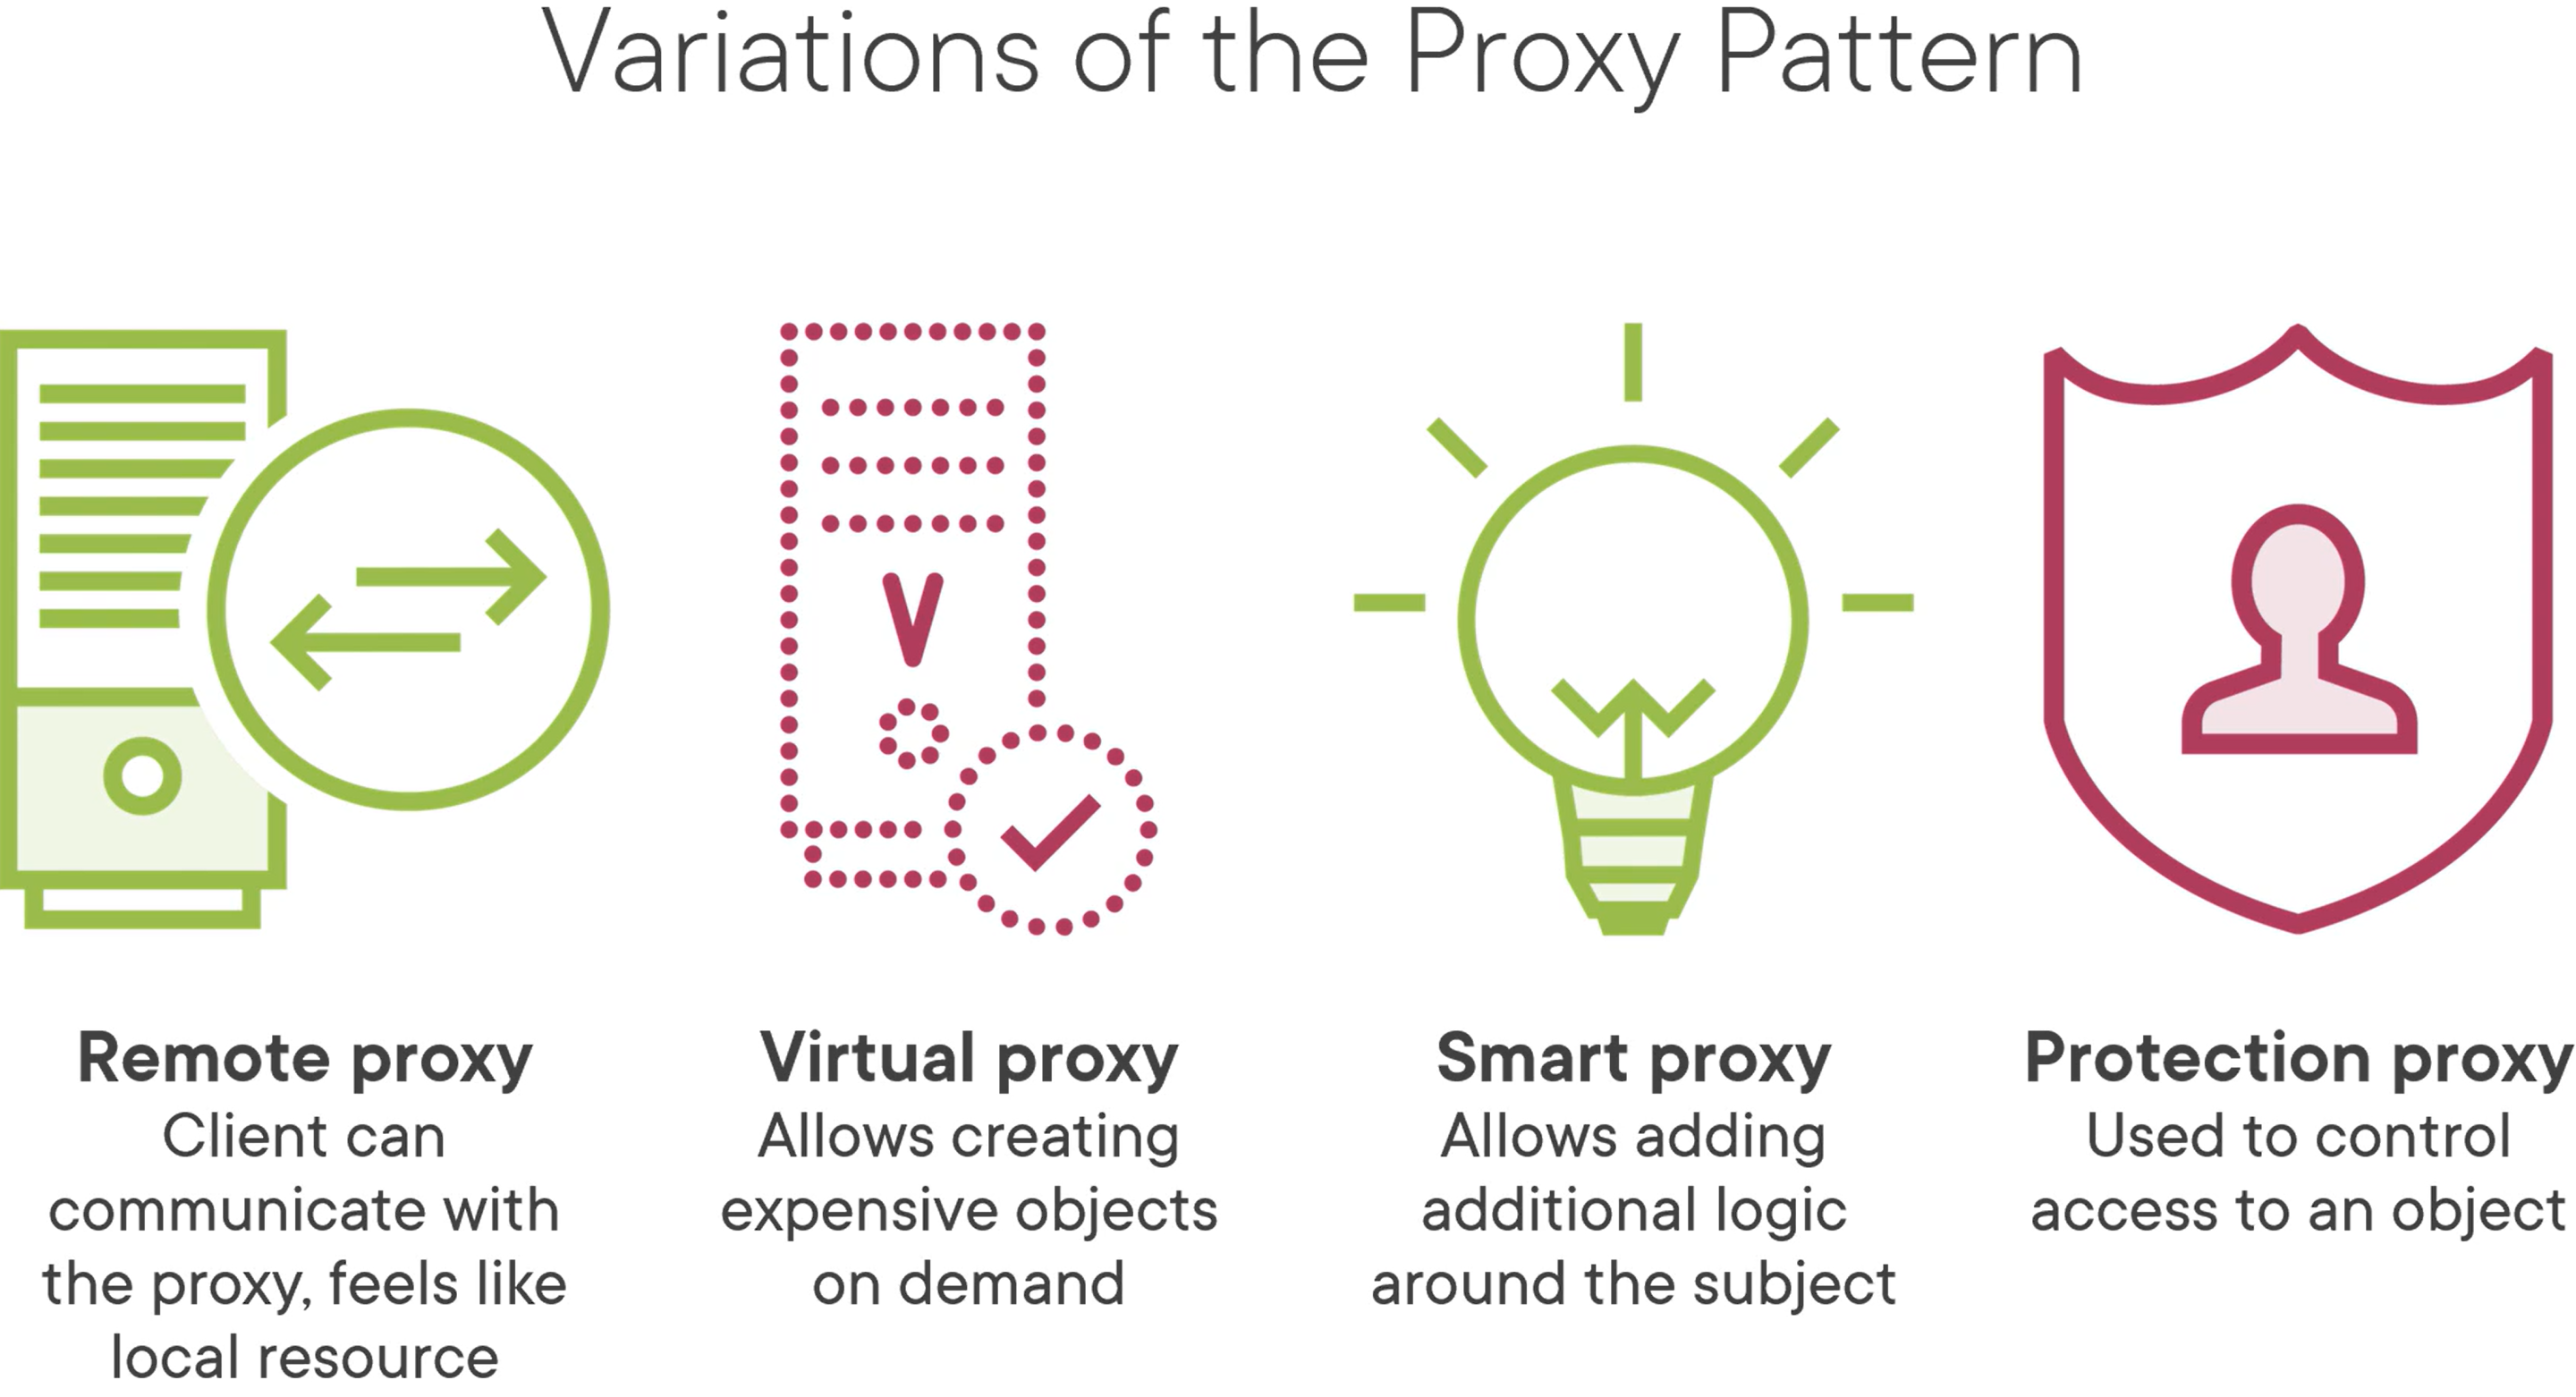 Variations of the Proxy Pattern
V
Remote proxy
Client can
communicate with
the proxy, feels like
local resource
Virtual proxy
Allows creating
expensive objects
on demand
Smart proxy
Allows adding
additional logic
around the subject
Protection proxy
Used to control
access to an object